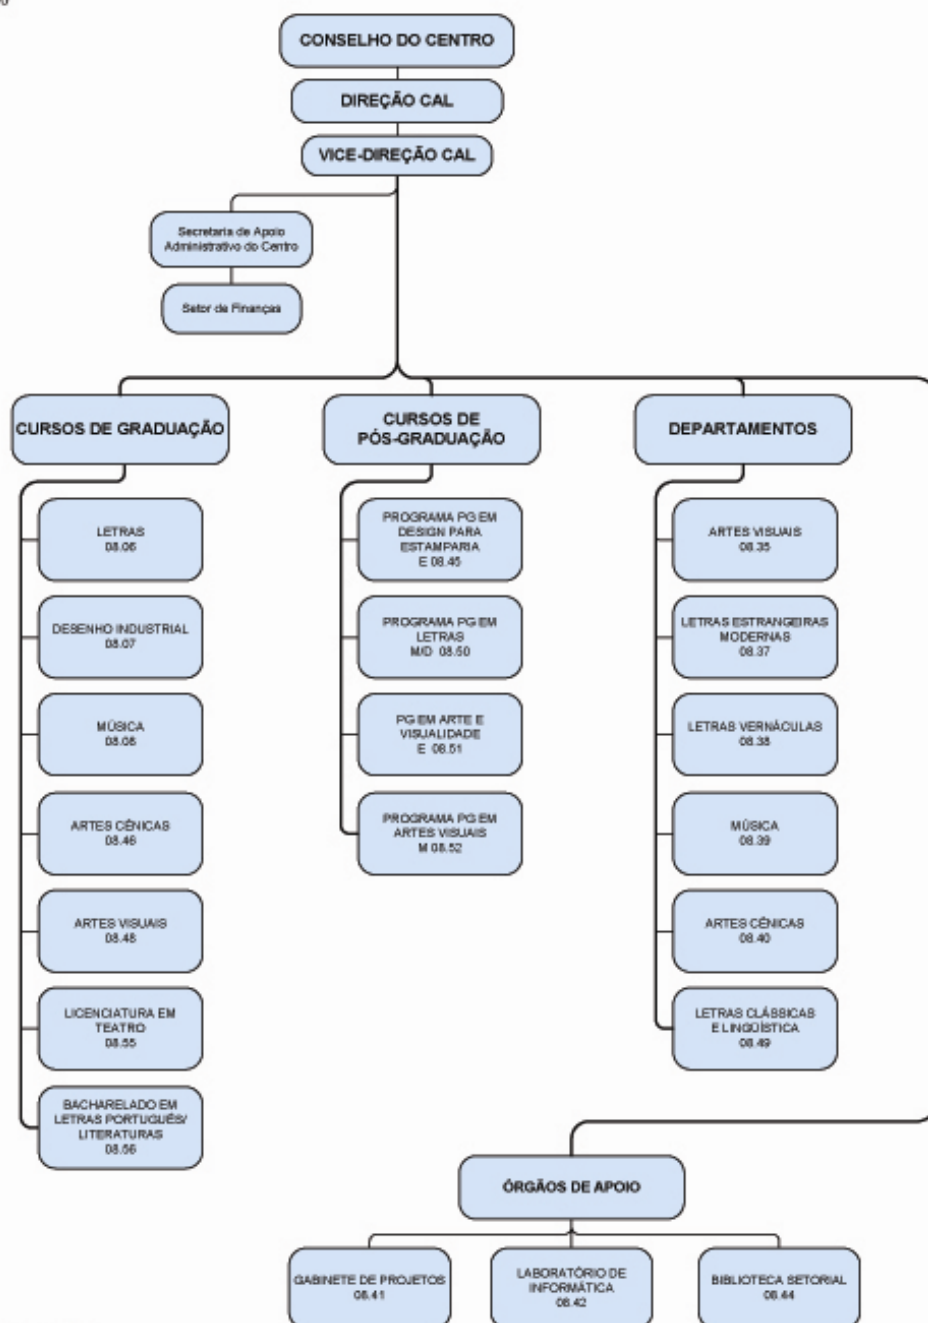 CONSELHO DO CENTRO
DIREÇÃO CAL
VICE-DIREÇÃO CAL
Secretaria de Apoio
Administrativo do Centro
Setor de Finanças
CURSOS DE GRADUAÇÃO
LETRAS
08.06
DESENHO INDUSTRIAL
08.07
MÚSICA
08.08
ARTES CÊNICAS
08.46
ARTES VISUAIS
08.48
LICENCIATURA EM
TEATRO
08.55
BACHARELADO EM
LETRAS PORTUGUÊS/
LITERATURAS
08.56
CURSOS DE
PÓS-GRADUAÇÃO
PROGRAMA PG EM
DESIGN PARA
ESTAMPARIA
E 08.45
PROGRAMA PG EM
LETRAS
M/D 08.50
PG EM ARTE E
VISUALIDADE
E 08.51
PROGRAMA PG EM
ARTES VISUAIS
M 08.52
DEPARTAMENTOS
ARTES VISUAIS
08.35
LETRAS ESTRANGEIRAS
MODERNAS
08.37
LETRAS VERNÁCULAS
08.38
MÚSICA
08.39
ARTES CÊNICAS
08.40
LETRAS CLÁSSICAS
E LINGÜÍSTICA
08.49
ÓRGÃOS DE APOIO
GABINETE DE PROJETOS
08.41
LABORATÓRIO DE
INFORMÁTICA
08.42
BIBLIOTECA SETORIAL
08.44